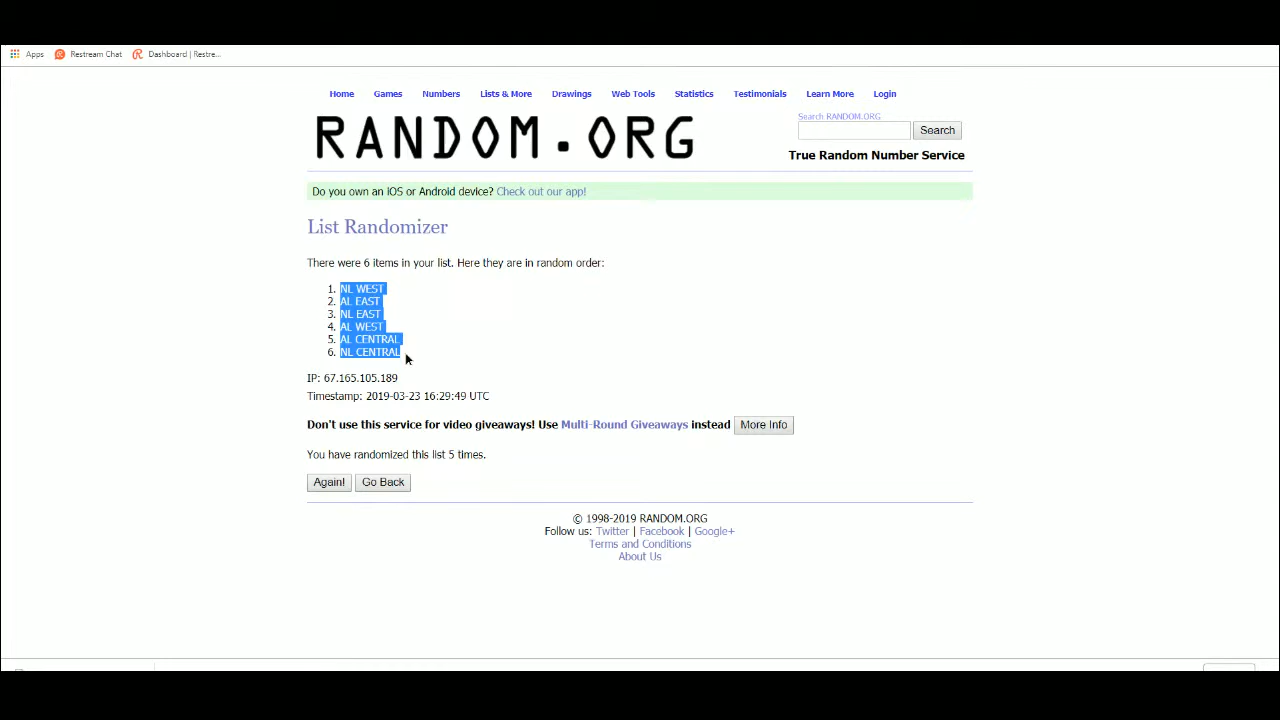 Apps Restream Chat Dashboard | Restre...
Home Games Numbers Lists & More Drawings Web Tools Statistics Testimonials Learn More Login
RANDOM.ORG
Search RANDOM.ORG
Search
True Random Number Service
Do you own an iOS or Android device? Check out our app!
List Randomizer
There were 6 items in your list. Here they are in random order:
1. NL WEST
2. AL EAST
3. NL EAST
4. AL WEST
5. AL CENTRAL
6. NL CENTRAL
IP: 67.165.105.189
Timestamp: 2019-03-23 16:29:49 UTC
Don't use this service for video giveaways! Use Multi-Round Giveaways instead More Info
You have randomized this list 5 times.
Again! Go Back
© 1998-2019 RANDOM.ORG
Follow us: Twitter | Facebook | Google+
Terms and Conditions
About Us